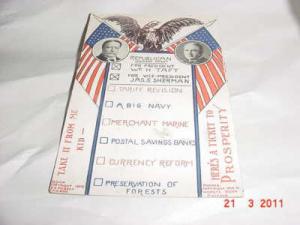 REPUBLICAN
FOR PRESIDENT
WM H TAFT
FOR VICE-PRESIDENT
JAS. S. SHERMAN
TARIFF REVISION
A BIG NAVY
MERCHANT MARINE
POSTAL SAVINGS BANKS
CURRENCY REFORM
PRESERVATION OF
FORESTS
TAKE IT FROM ME
KID—
HERE'S A TICKET TO
PROSPERITY
21 3 2011